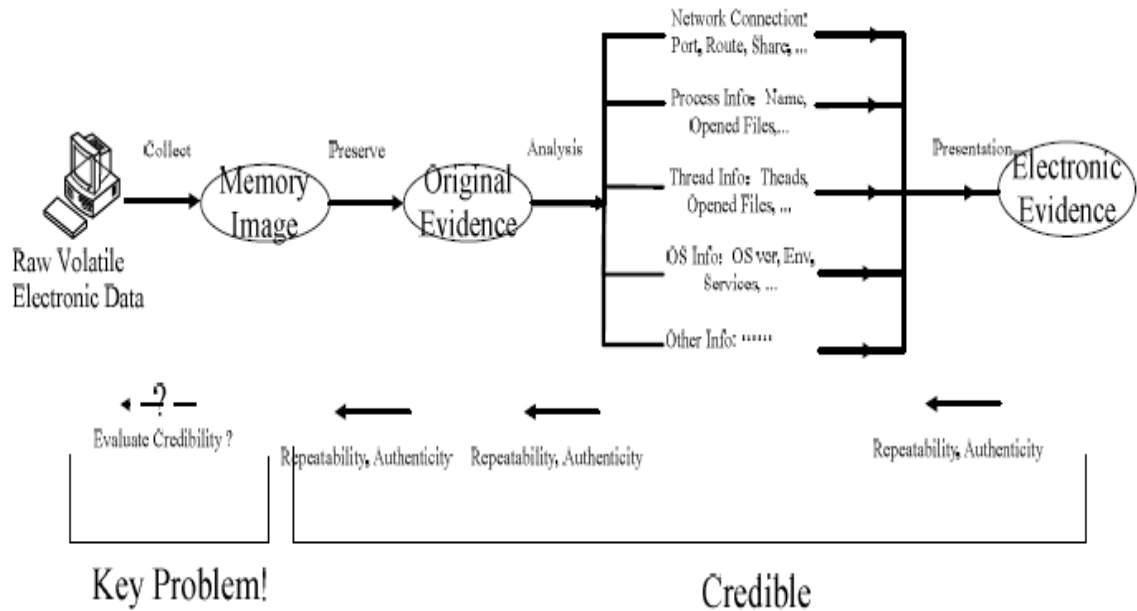 Network Connection:
Port, Route, Share, ...
Process Info: Name,
Opened Files,...
Collect
Preserve
Analysis
Presentation
Memory
Image
Original
Evidence
Thread Info: Theads,
Opened Files, ...
Electronic
Evidence
Raw Volatile
Electronic Data
OS Info: OS ver, Env,
Services, ...
Other Info: ······
?
Evaluate Credibility ?
Repeatability, Authenticity
Repeatability, Authenticity
Repeatability, Authenticity
Key Problem!
Credible